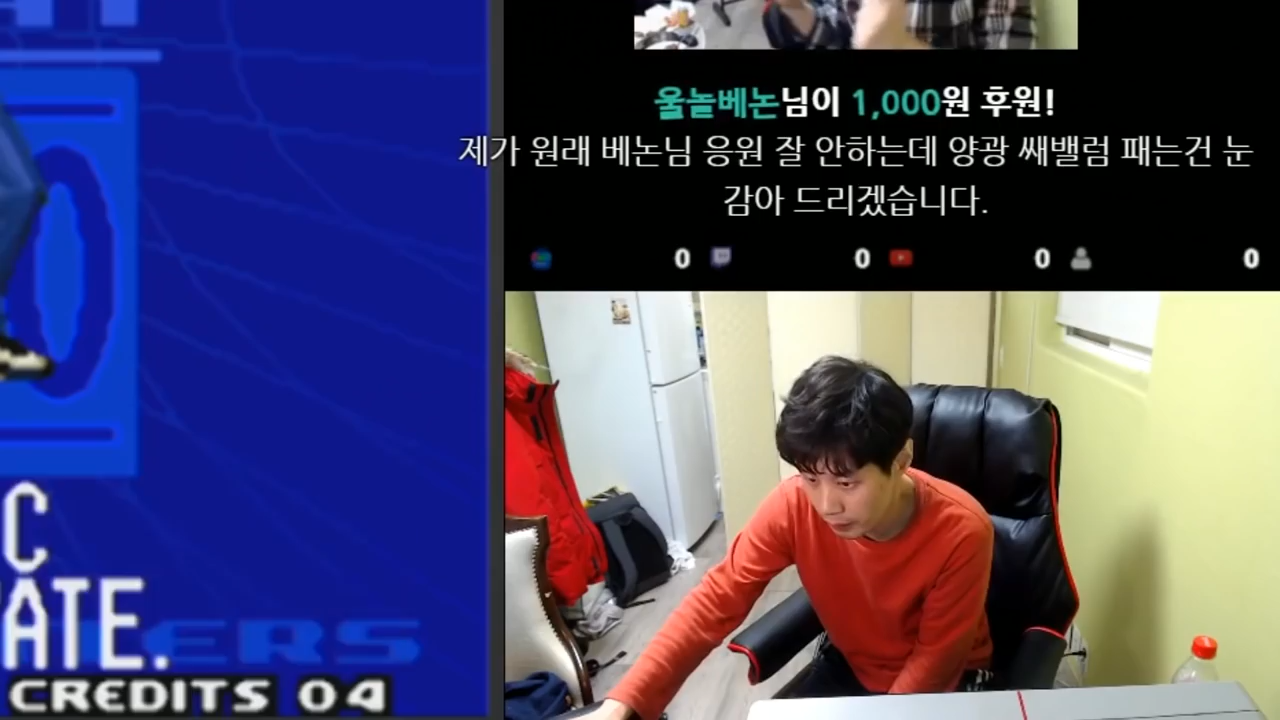 울놀베논님이 1,000원 후원!
제가 원래 베논님 응원 잘 안하는데 양광 쌔밸럼 패는건 눈
감아 드리겠습니다.
0 0 0 0
C
ATE.
ERS
CREDITS 04